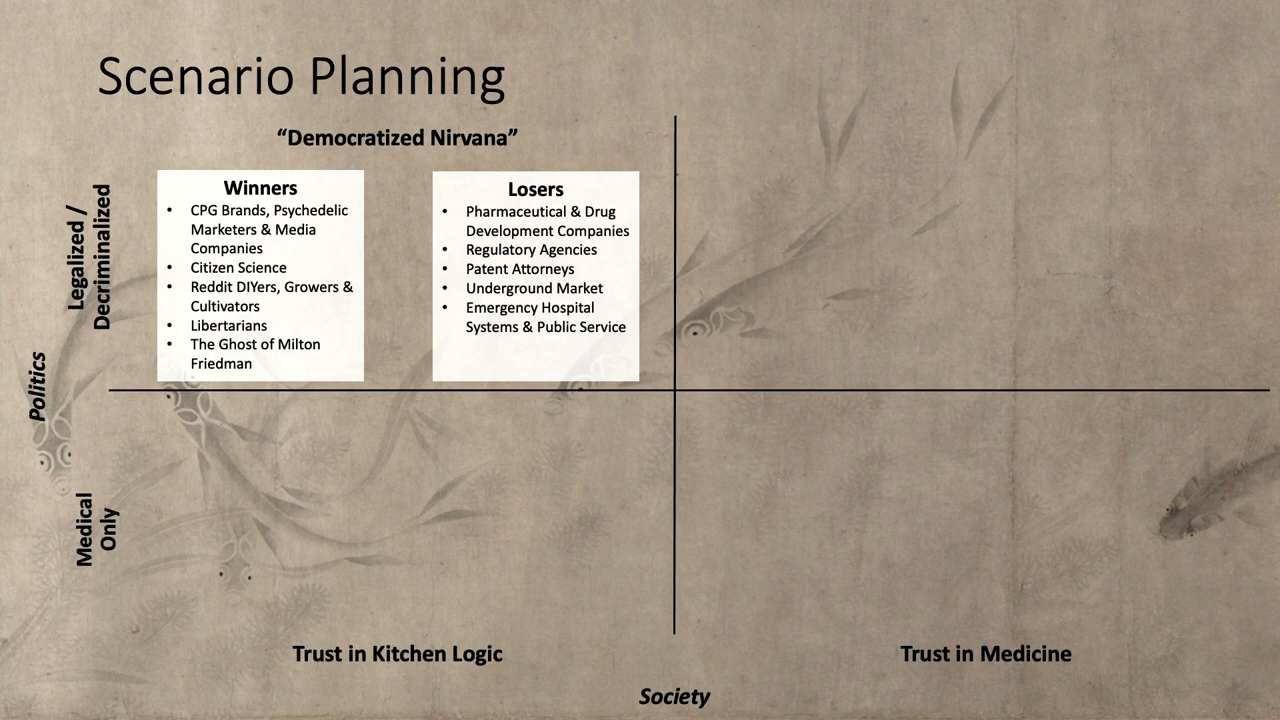 Scenario Planning
“Democratized Nirvana”
Legalized /
Decriminalized
Winners
• CPG Brands, Psychedelic
Marketers & Media
Companies
• Citizen Science
• Reddit DIYers, Growers &
Cultivators
• Libertarians
• The Ghost of Milton
Friedman
Losers
• Pharmaceutical & Drug
Development Companies
• Regulatory Agencies
• Patent Attorneys
• Underground Market
• Emergency Hospital
Systems & Public Service
Politics
Medical
Only
Trust in Kitchen Logic
Trust in Medicine
Society